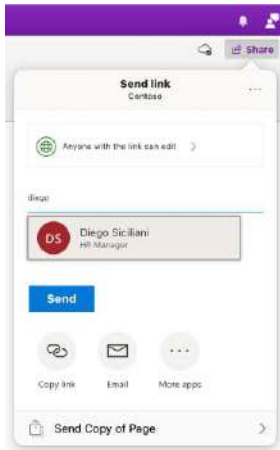 Share
Send link
Contoso
Anyone with the link can edit
diego
DS
Diego Siciliani
HR Manager
Send
Copy link
Email
More apps
Send Copy of Page